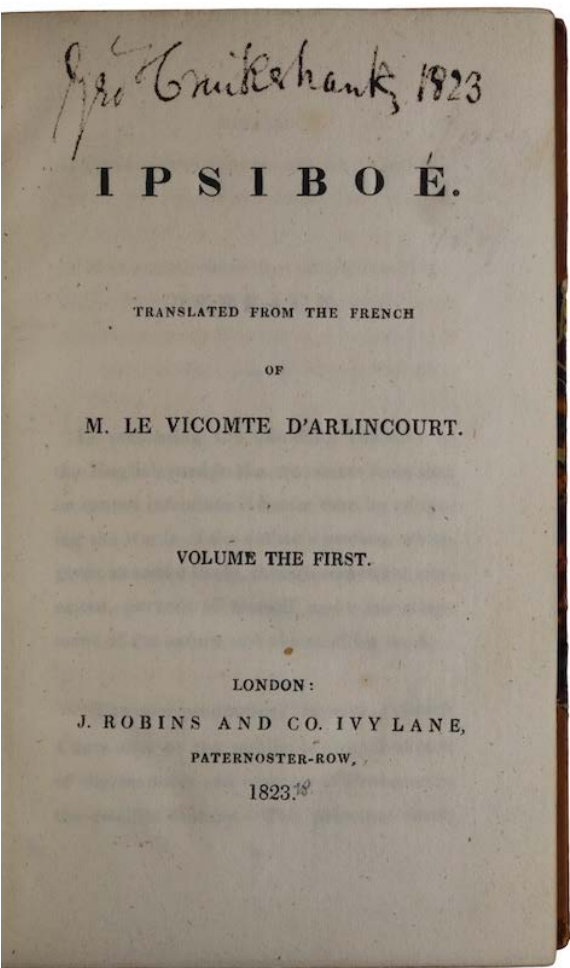 Geo Cruikshank, 1823
IPSIBOÉ.
TRANSLATED FROM THE FRENCH
OF
M. LE VICOMTE D'ARLINCOURT.
VOLUME THE FIRST.
LONDON:
J. ROBINS AND CO. IVY LANE,
PATERNOSTER-ROW,
1823.